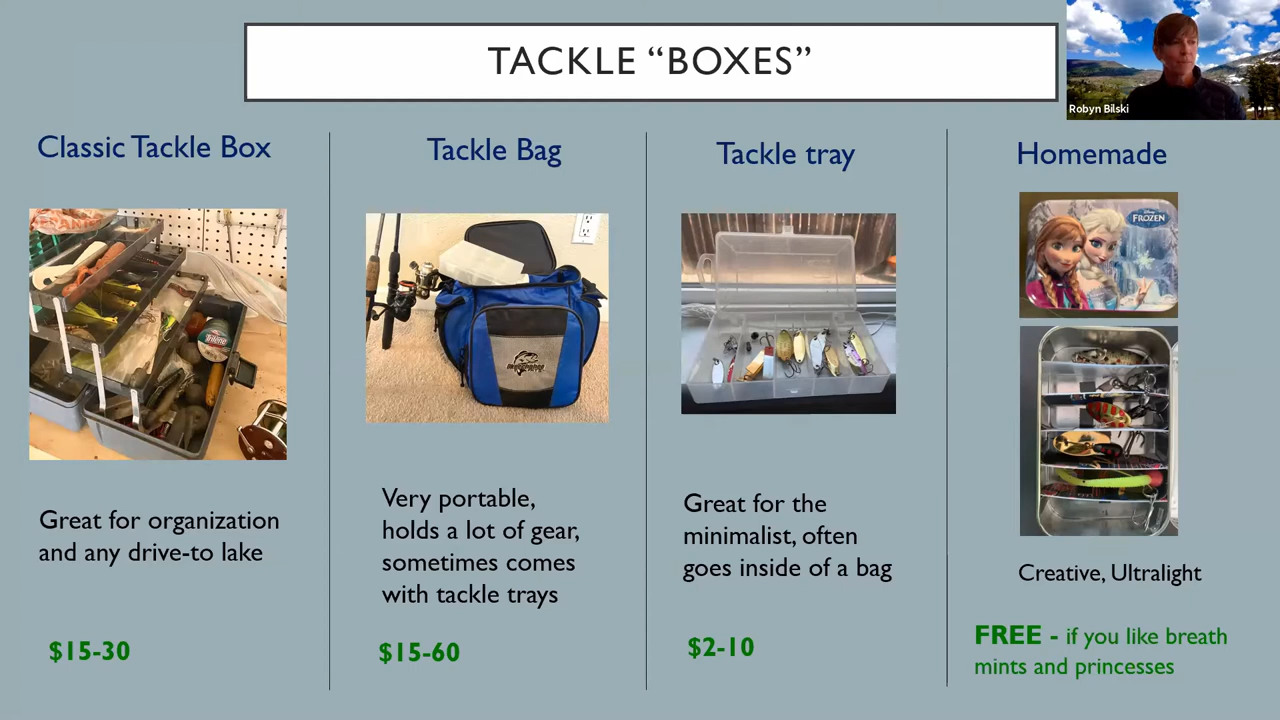 TACKLE “BOXES”
Robyn Bilski
Classic Tackle Box
Great for organization
and any drive-to lake
$15-30
Tackle Bag
Very portable,
holds a lot of gear,
sometimes comes
with tackle trays
$15-60
Tackle tray
Great for the
minimalist, often
goes inside of a bag
$2-10
Homemade
Disney
FROZEN
Creative, Ultralight
FREE - if you like breath
mints and princesses